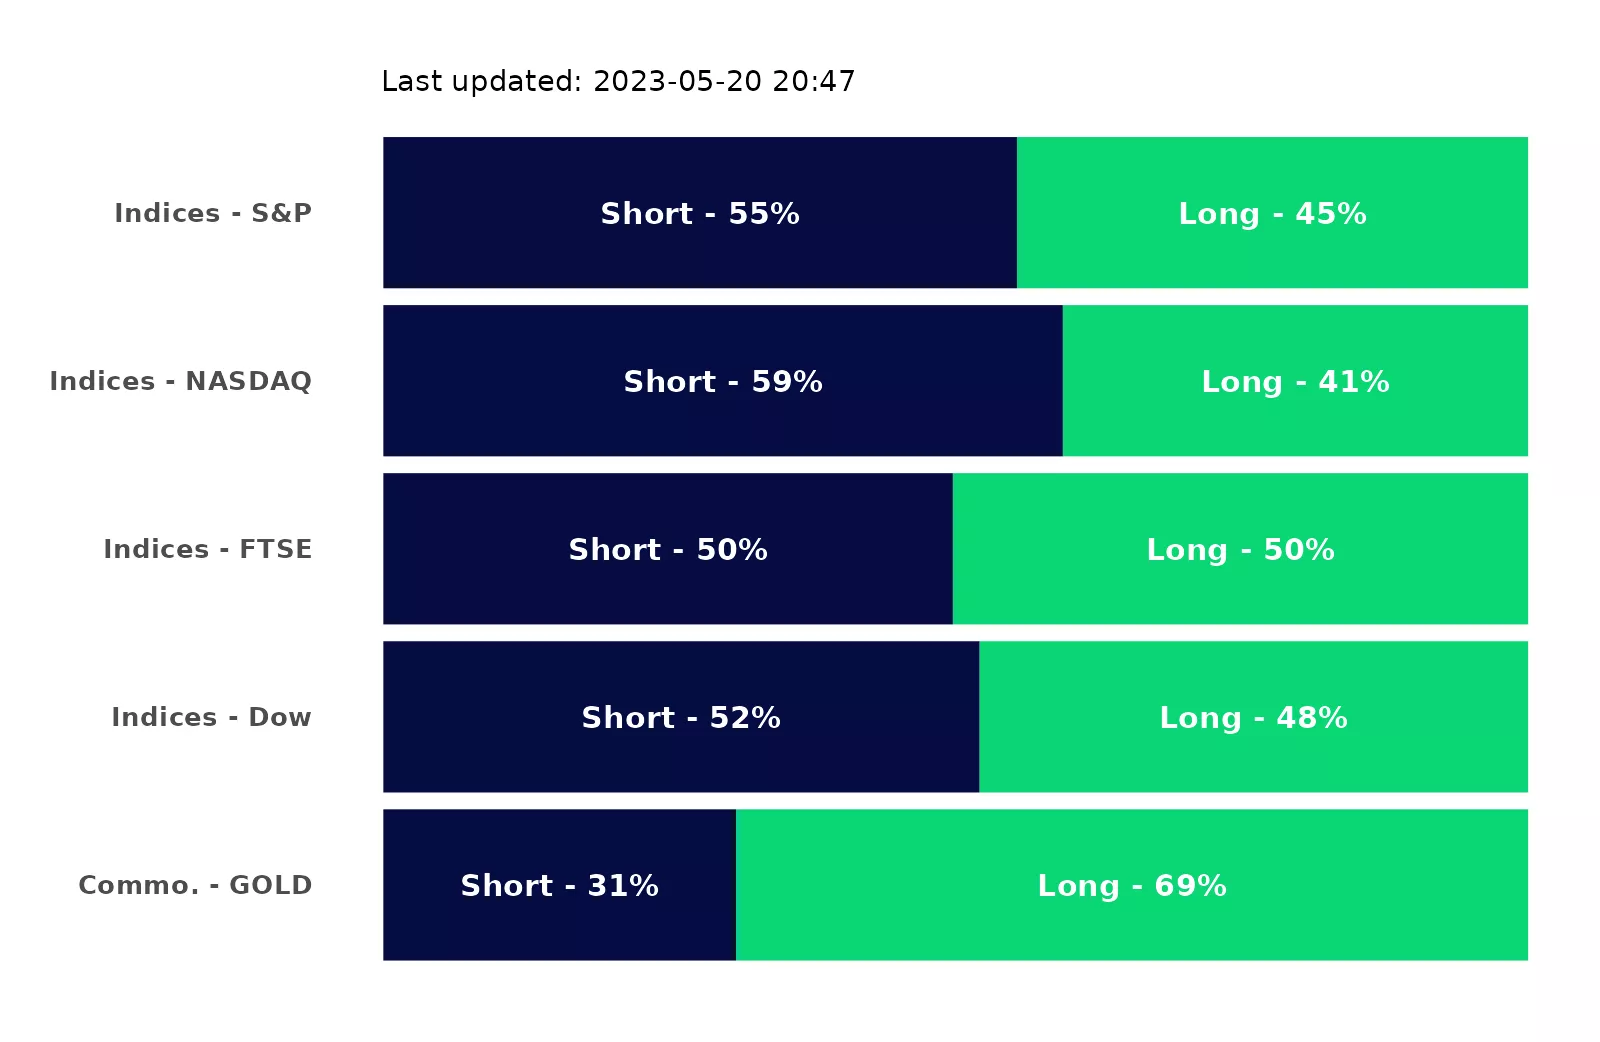 Last updated: 2023-05-20 20:47
Indices - S&P Short - 55% Long - 45%
Indices - NASDAQ Short - 59% Long - 41%
Indices - FTSE Short - 50% Long - 50%
Indices - Dow Short - 52% Long - 48%
Commo. - GOLD Short - 31% Long - 69%